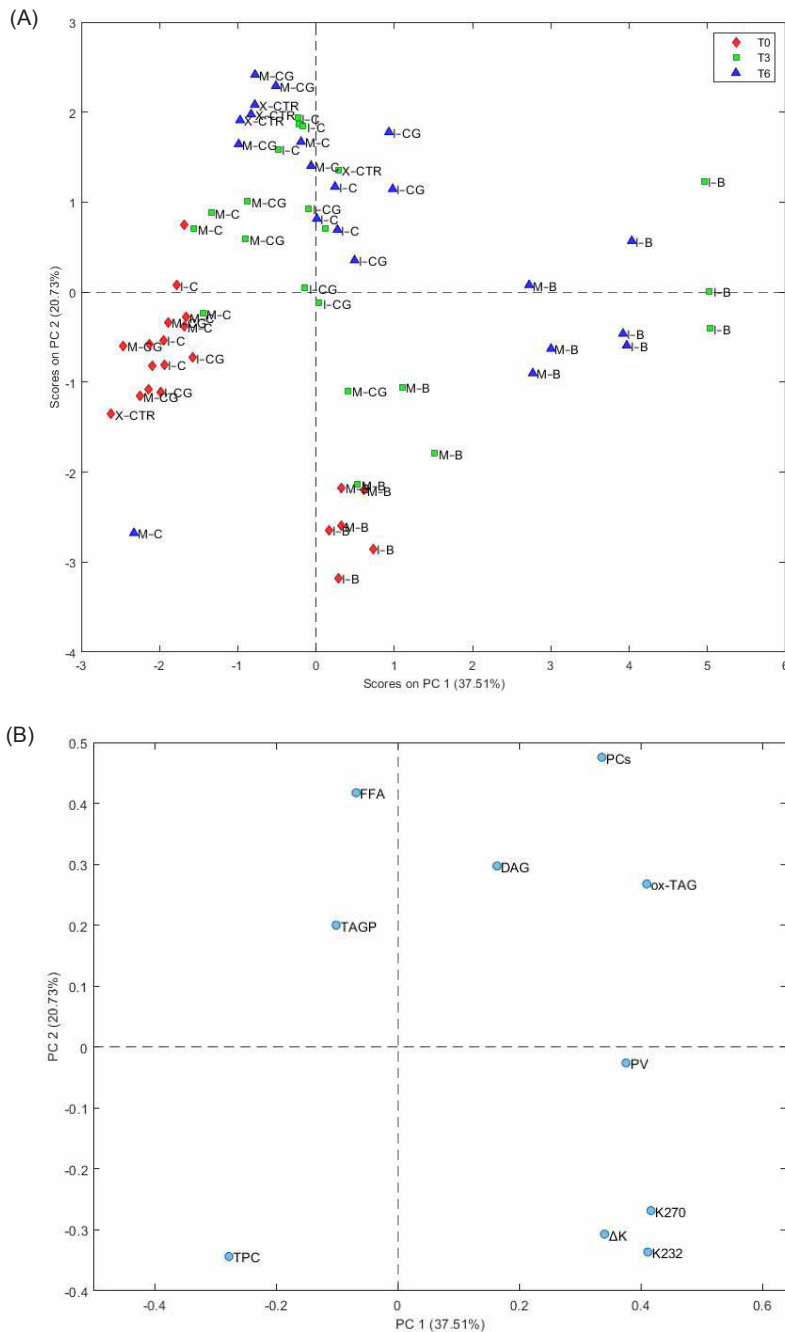 (A)
3
2
1
0
-1
-2
-3
-4
Scores on PC 2 (20.73%)
T0
T3
T6
M-CG
M-CG
X-CTR
X-CTR
X-CTR
I-C
I-C
I-CG
M-CG
M-C
I-C
M-C
X-CTR
I-C
I-CG
I-B
M-CG
M-C
I-CG
M-C
I-C
M-CG
I-C
I-B
I-CG
I-C
I-CG
M-B
I-B
I-CG
M-C
M-C
M-CG
M-C
I-B
I-B
I-C
M-CG
M-B
I-CG
I-C
M-B
M-CG
M-B
I-CG
M-CG
X-CTR
M-B
M-B
M-B
M-B
M-B
I-B
M-C
I-B
I-B
-3
-2
-1
0
1
2
3
4
5
6
Scores on PC 1 (37.51%)
(B)
0.5
0.4
0.3
0.2
0.1
0
-0.1
-0.2
-0.3
-0.4
PC 2 (20.73%)
PCs
FFA
DAG
ox-TAG
TAGP
PV
K270
ΔK
K232
TPC
-0.4
-0.2
0
0.2
0.4
0.6
PC 1 (37.51%)